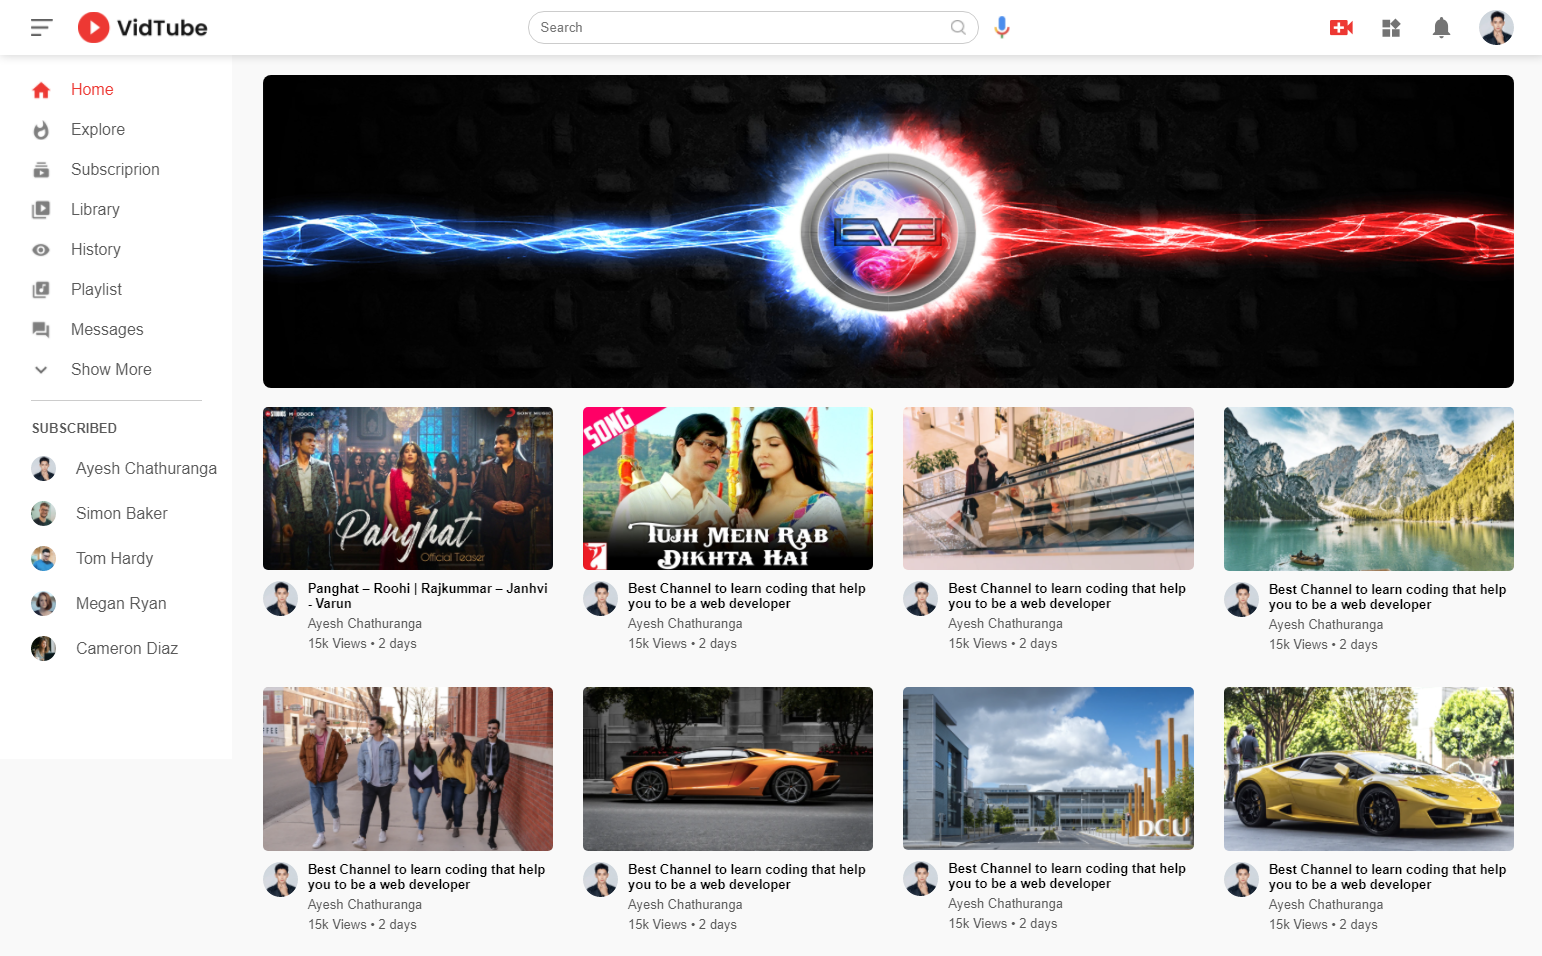 VidTube
Search
Home
Explore
Subscriprion
Library
History
Playlist
Messages
Show More
SUBSCRIBED
Ayesh Chathuranga
Simon Baker
Tom Hardy
Megan Ryan
Cameron Diaz
Panghat
Official Teaser
SONG
TUJH MEIN RAB
DIKHTA HAI
Panghat – Roohi | Rajkummar – Janhvi
- Varun
Ayesh Chathuranga
15k Views • 2 days
Best Channel to learn coding that help
you to be a web developer
Ayesh Chathuranga
15k Views • 2 days
Best Channel to learn coding that help
you to be a web developer
Ayesh Chathuranga
15k Views • 2 days
Best Channel to learn coding that help
you to be a web developer
Ayesh Chathuranga
15k Views • 2 days
DCU
Best Channel to learn coding that help
you to be a web developer
Ayesh Chathuranga
15k Views • 2 days
Best Channel to learn coding that help
you to be a web developer
Ayesh Chathuranga
15k Views • 2 days
Best Channel to learn coding that help
you to be a web developer
Ayesh Chathuranga
15k Views • 2 days
Best Channel to learn coding that help
you to be a web developer
Ayesh Chathuranga
15k Views • 2 days